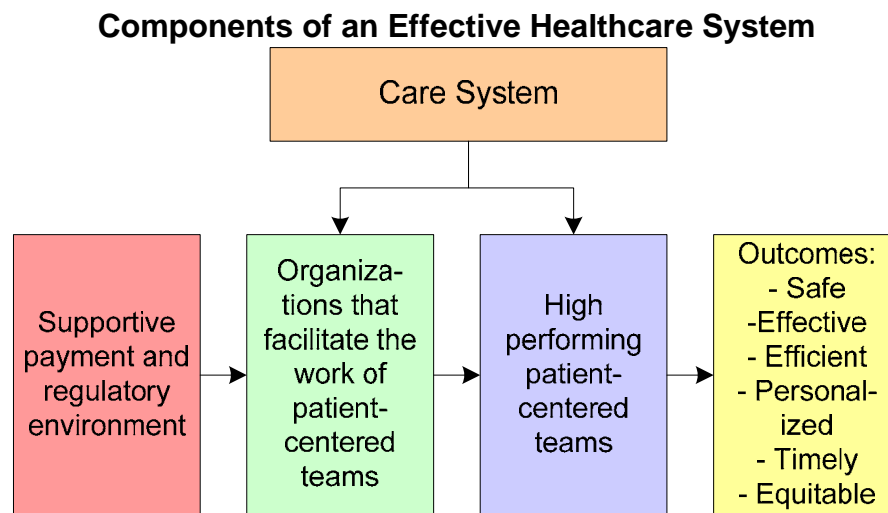 Components of an Effective Healthcare System
Care System
Supportive
payment and
regulatory
environment
Organiza-
tions that
facilitate the
work of
patient-
centered
teams
High
performing
patient-
centered
teams
Outcomes:
- Safe
-Effective
- Efficient
- Personal-
ized
- Timely
- Equitable